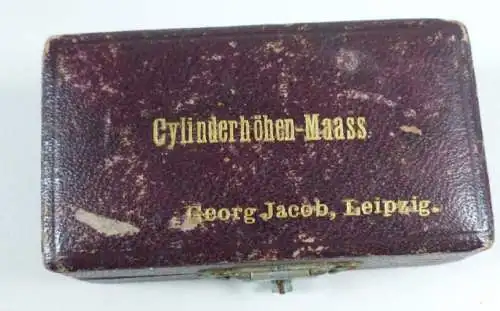 Cylinderhöhen-Maass
Georg Jacob, Leipzig.